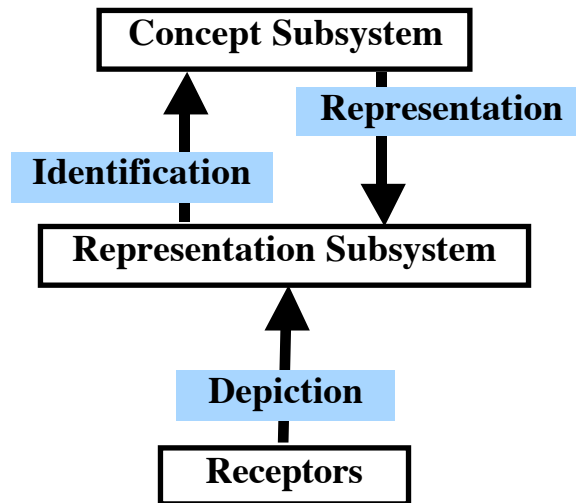 Concept Subsystem
Representation
Identification
Representation Subsystem
Depiction
Receptors